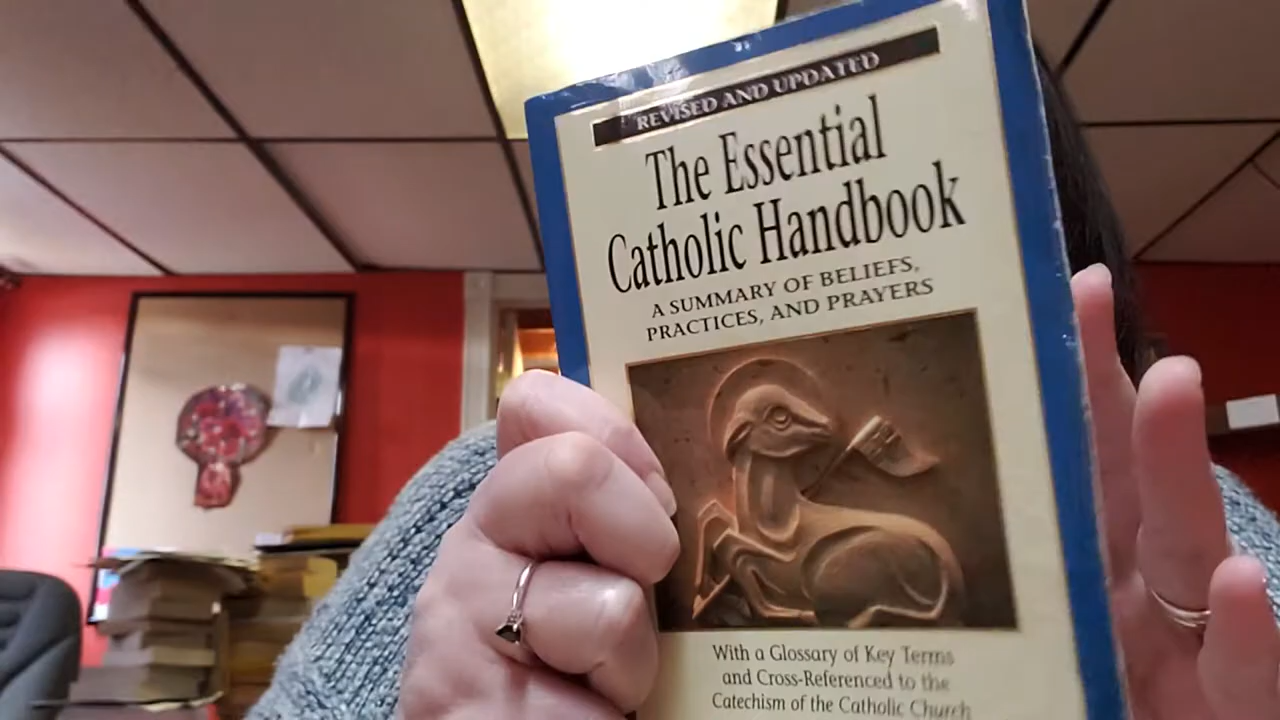 REVISED AND UPDATED
The Essential
Catholic Handbook
A SUMMARY OF BELIEFS,
PRACTICES, AND PRAYERS
With a Glossary of Key Terms
and Cross-Referenced to the
Catechism of the Catholic Church